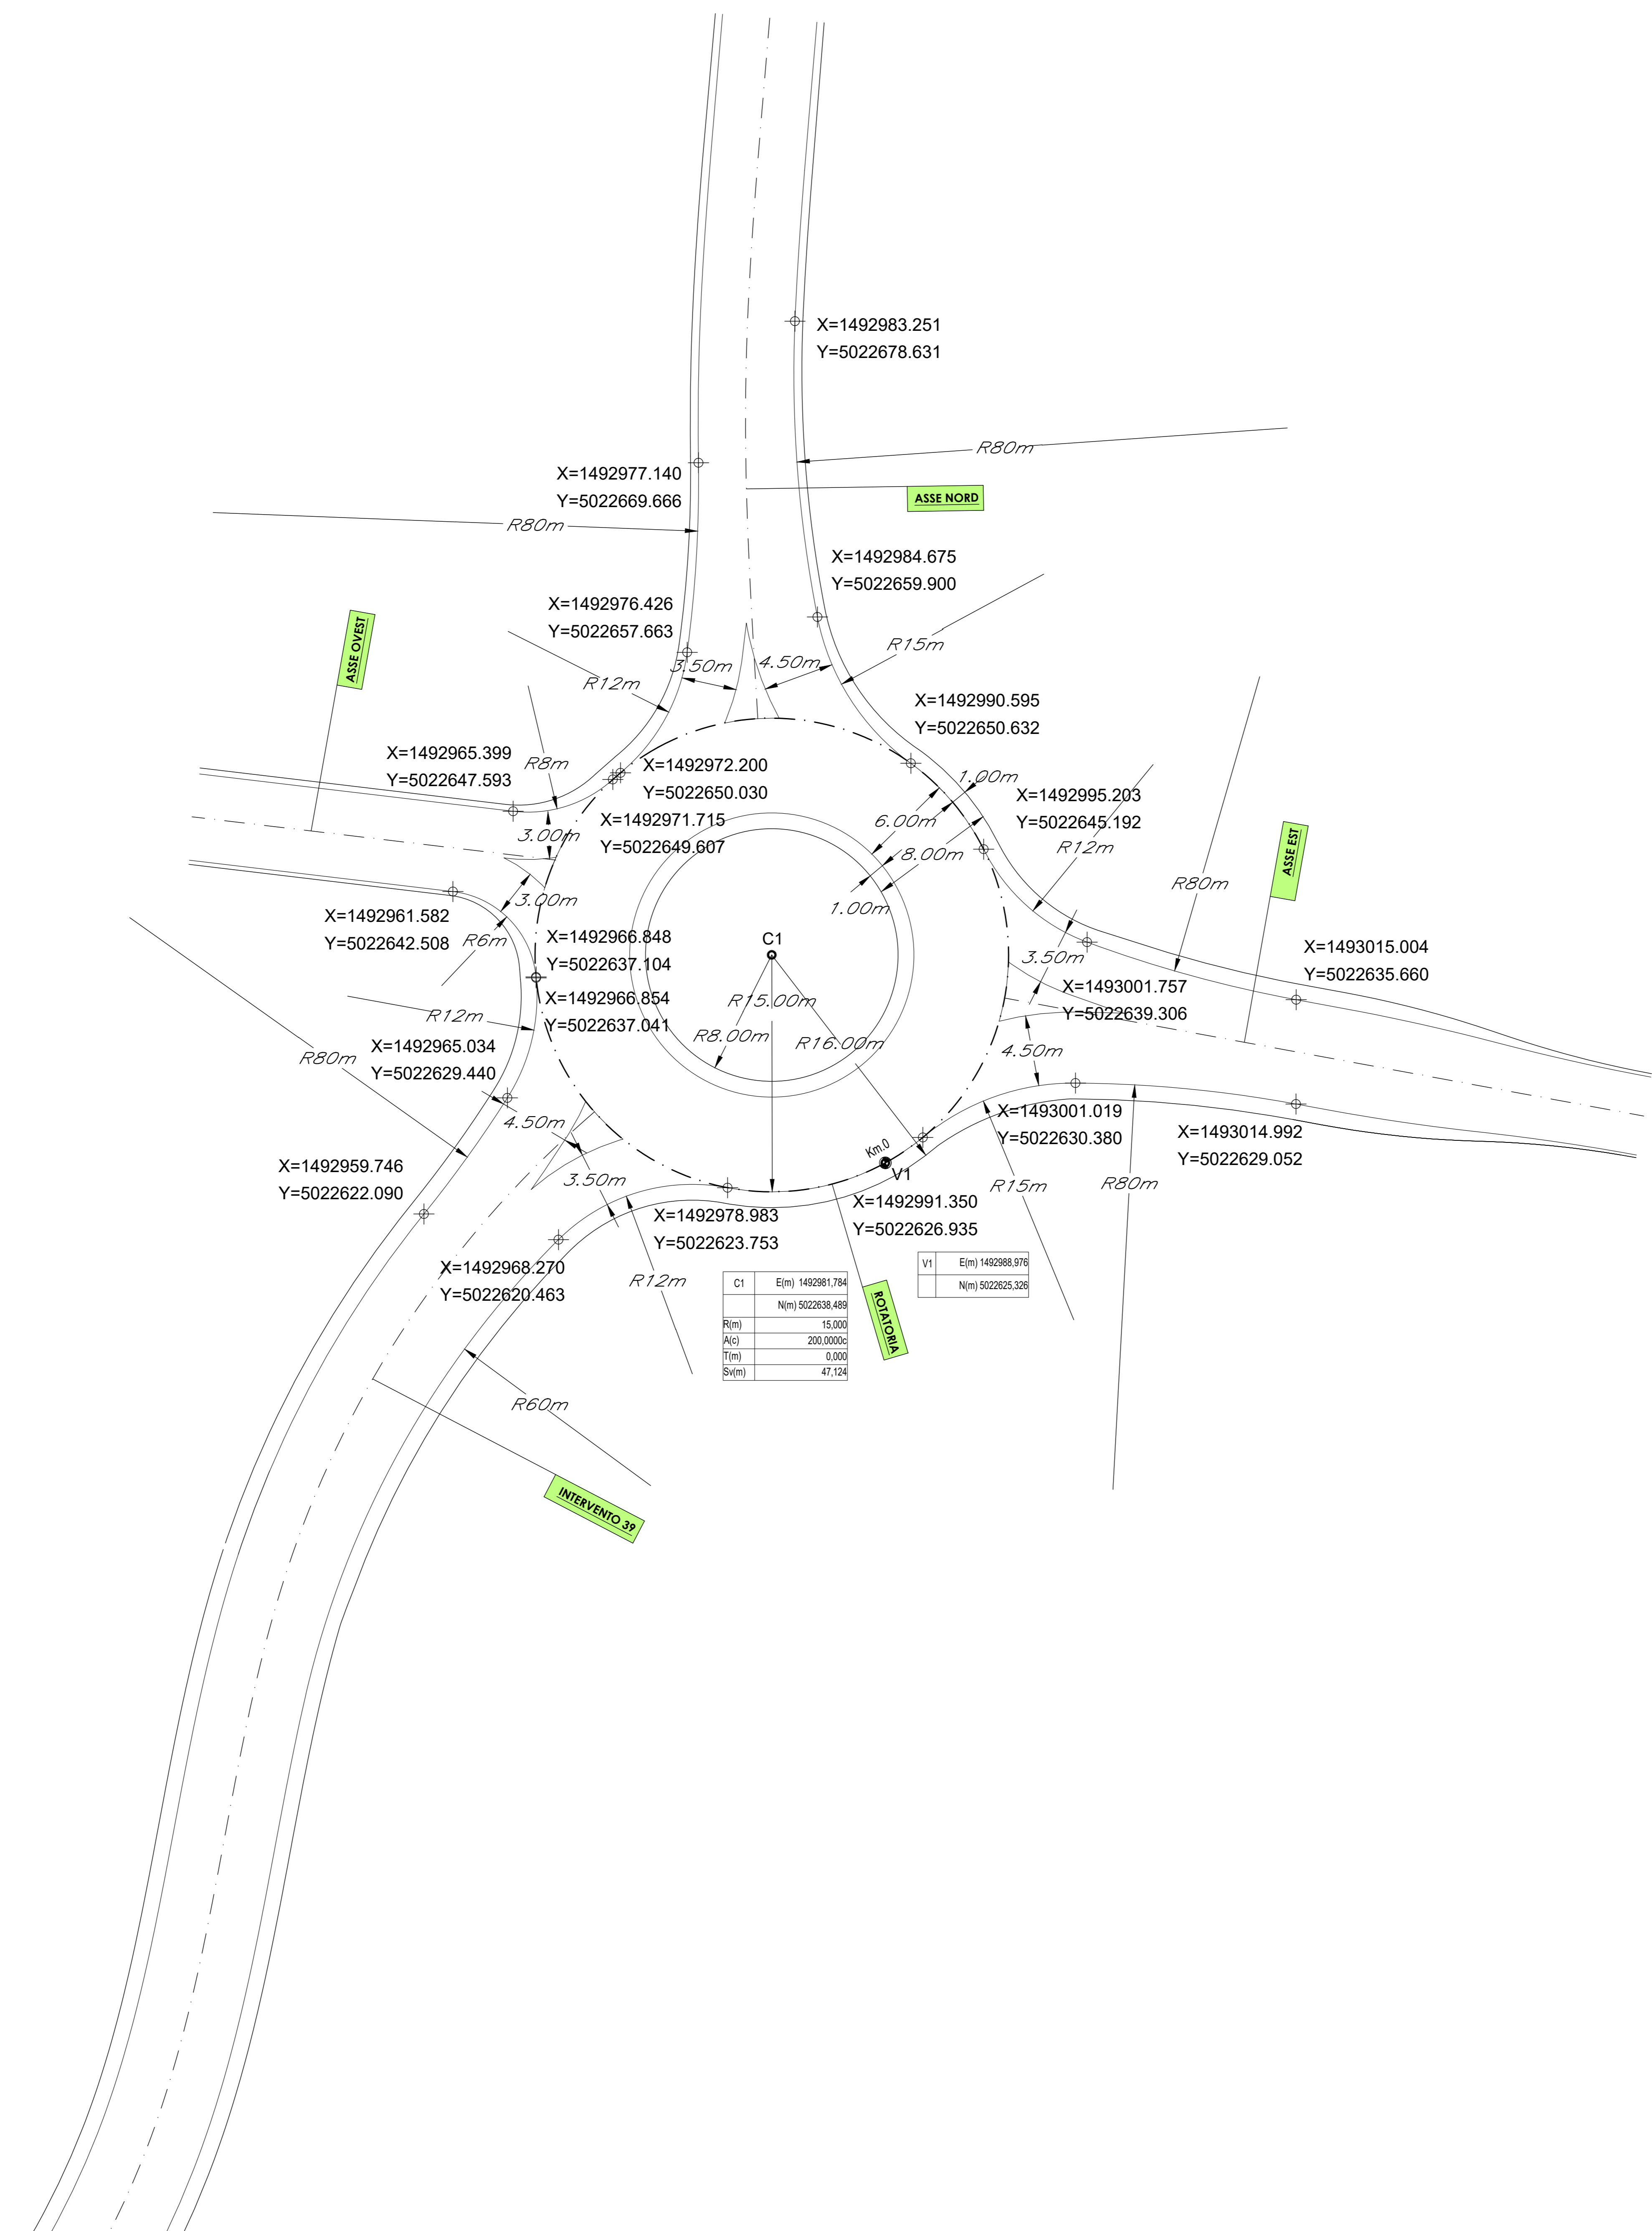 X=1492983.251
Y=5022678.631
R80m
X=1492977.140
Y=5022669.666
ASSE NORD
R80m
X=1492984.675
Y=5022659.900
X=1492976.426
Y=5022657.663
ASSE OVEST
R15m
3.50m
4.50m
R12m
X=1492990.595
Y=5022650.632
X=1492965.399
Y=5022647.593
R8m
X=1492972.200
Y=5022650.030
1.00m
X=1492995.203
Y=5022645.192
X=1492971.715
Y=5022649.607
6.00m
3.00m
R12m
8.00m
ASSE EST
R80m
3.00m
1.00m
X=1492961.582
Y=5022642.508
R6m
X=1492966.848
Y=5022637.104
C1
X=1493015.004
Y=5022635.660
3.50m
X=1493001.757
Y=5022639.306
X=1492966.854
Y=5022637.041
R15.00m
R12m
R8.00m
R16.00m
X=1492965.034
Y=5022629.440
R80m
4.50m
4.50m
X=1493001.019
Y=5022630.380
X=1493014.992
Y=5022629.052
Km.0
V1
X=1492959.746
Y=5022622.090
3.50m
R15m
R80m
X=1492991.350
Y=5022626.935
X=1492978.983
Y=5022623.753
X=1492968.270
Y=5022620.463
R12m
V1 E(m) 1492988,976
N(m) 5022625,326
C1 E(m) 1492981,784
N(m) 5022638,489
R(m) 15,000
A(c) 200,0000c
T(m) 0,000
Sv(m) 47,124
ROTATORIA
R60m
INTERVENTO 39